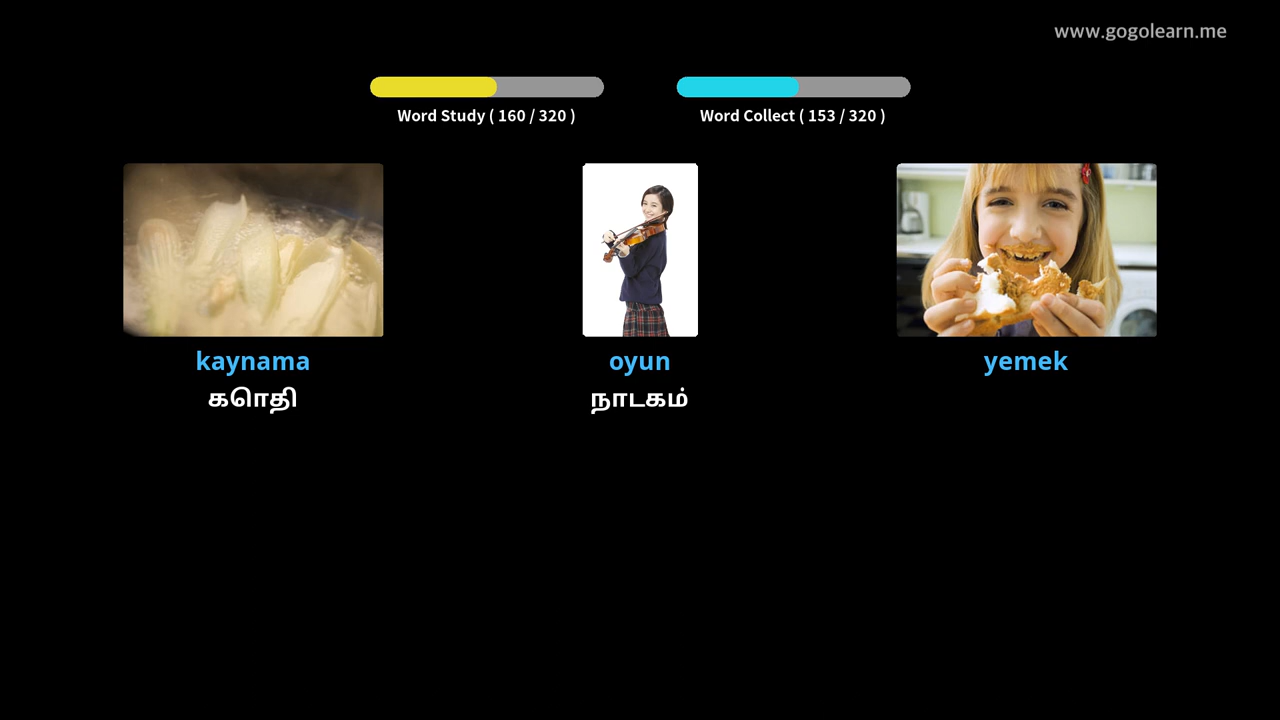 www.gogolearn.me
Word Study ( 160 / 320 )
Word Collect ( 153 / 320 )
kaynama
கொதி
oyun
நாடகம்
yemek